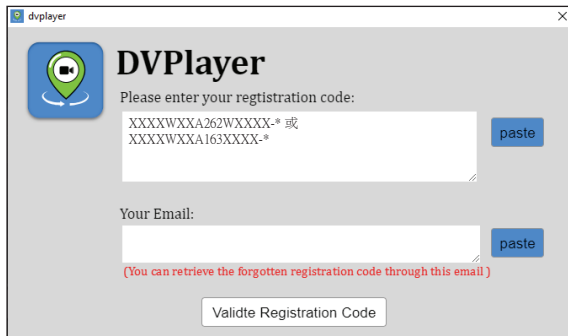 dvplayer
DVPlayer
Please enter your regtistration code:
XXXXWXXA262WXXXX-* 或
XXXXWXXA163XXXX-*
paste
Your Email:
paste
(You can retrieve the forgotten registration code through this email )
Validte Registration Code